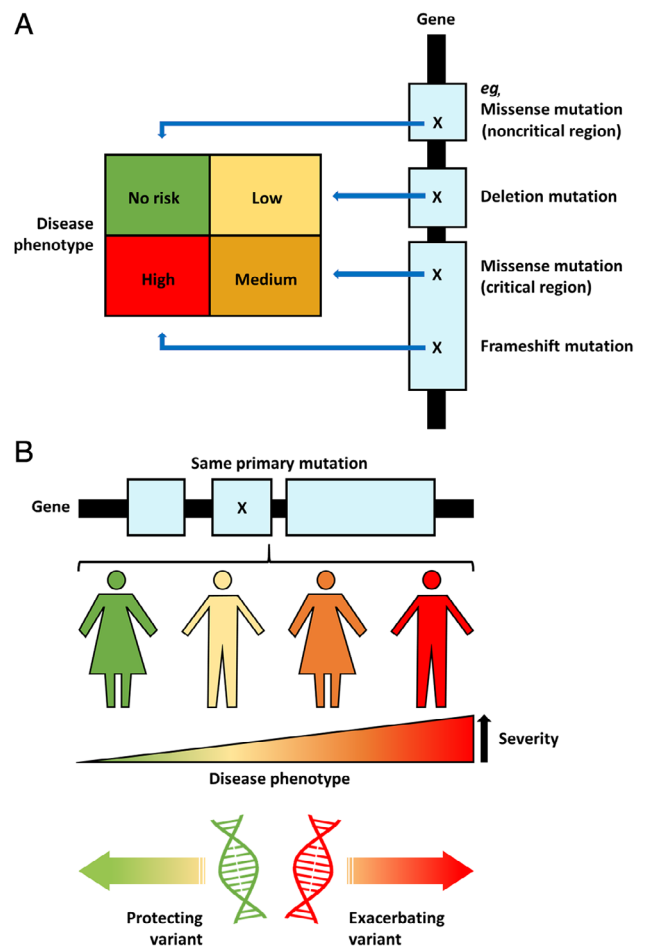 A
Gene
eg,
Missense mutation
(noncritical region)
X
No risk
Low
X
Deletion mutation
Disease
phenotype
High
Medium
X
Missense mutation
(critical region)
X
Frameshift mutation
B
Same primary mutation
Gene
X
Severity
Disease phenotype
Protecting
variant
Exacerbating
variant